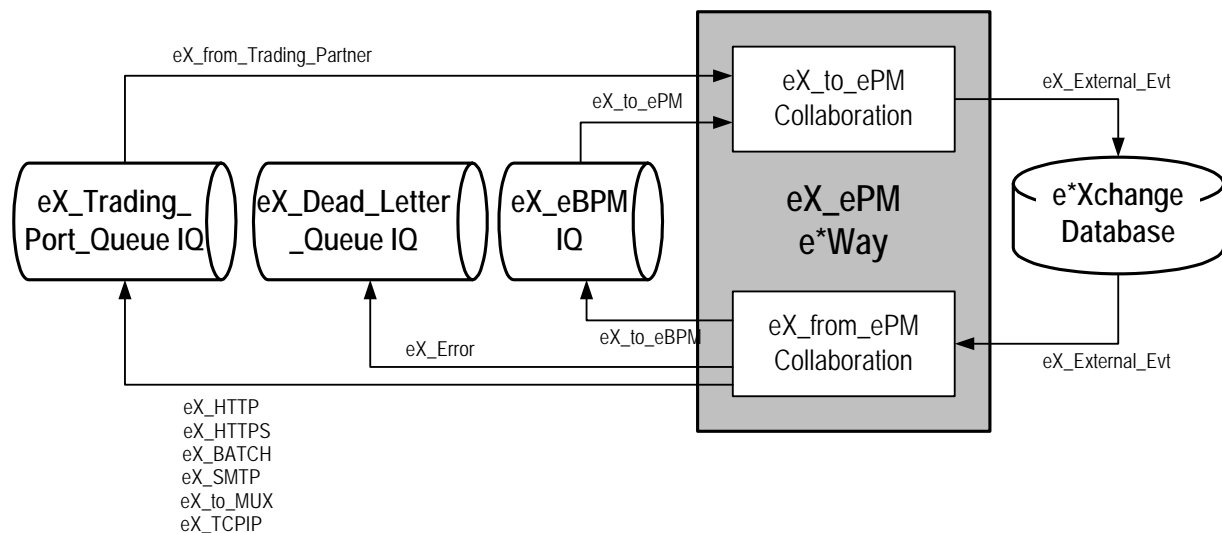 eX_from_Trading_Partner
eX_to_ePM
eX_to_ePM
Collaboration
eX_External_Evt
eX_Trading_
Port_Queue IQ
eX_Dead_Letter
_Queue IQ
eX_eBPM
IQ
eX_ePM
e*Way
e*Xchange
Database
eX_to_eBPM
eX_Error
eX_from_ePM
Collaboration
eX_External_Evt
eX_HTTP
eX_HTTPS
eX_BATCH
eX_SMTP
eX_to_MUX
eX_TCPIP